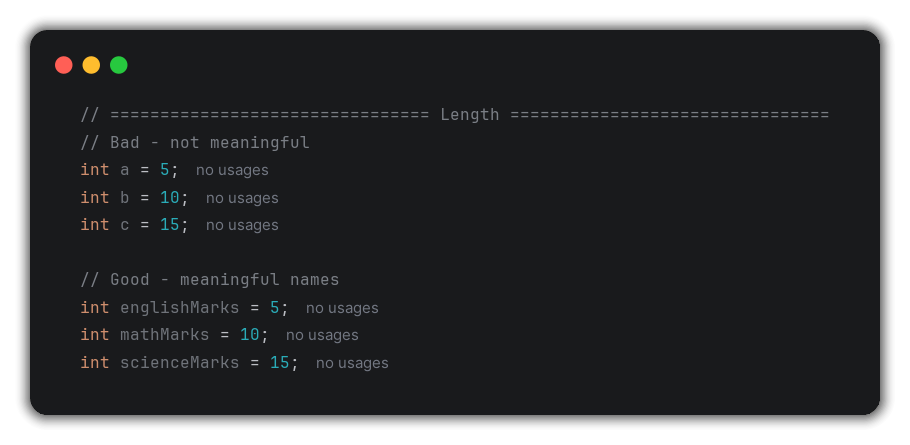 // ================================ Length ================================
// Bad - not meaningful
int a = 5; no usages
int b = 10; no usages
int c = 15; no usages
// Good - meaningful names
int englishMarks = 5; no usages
int mathMarks = 10; no usages
int scienceMarks = 15; no usages